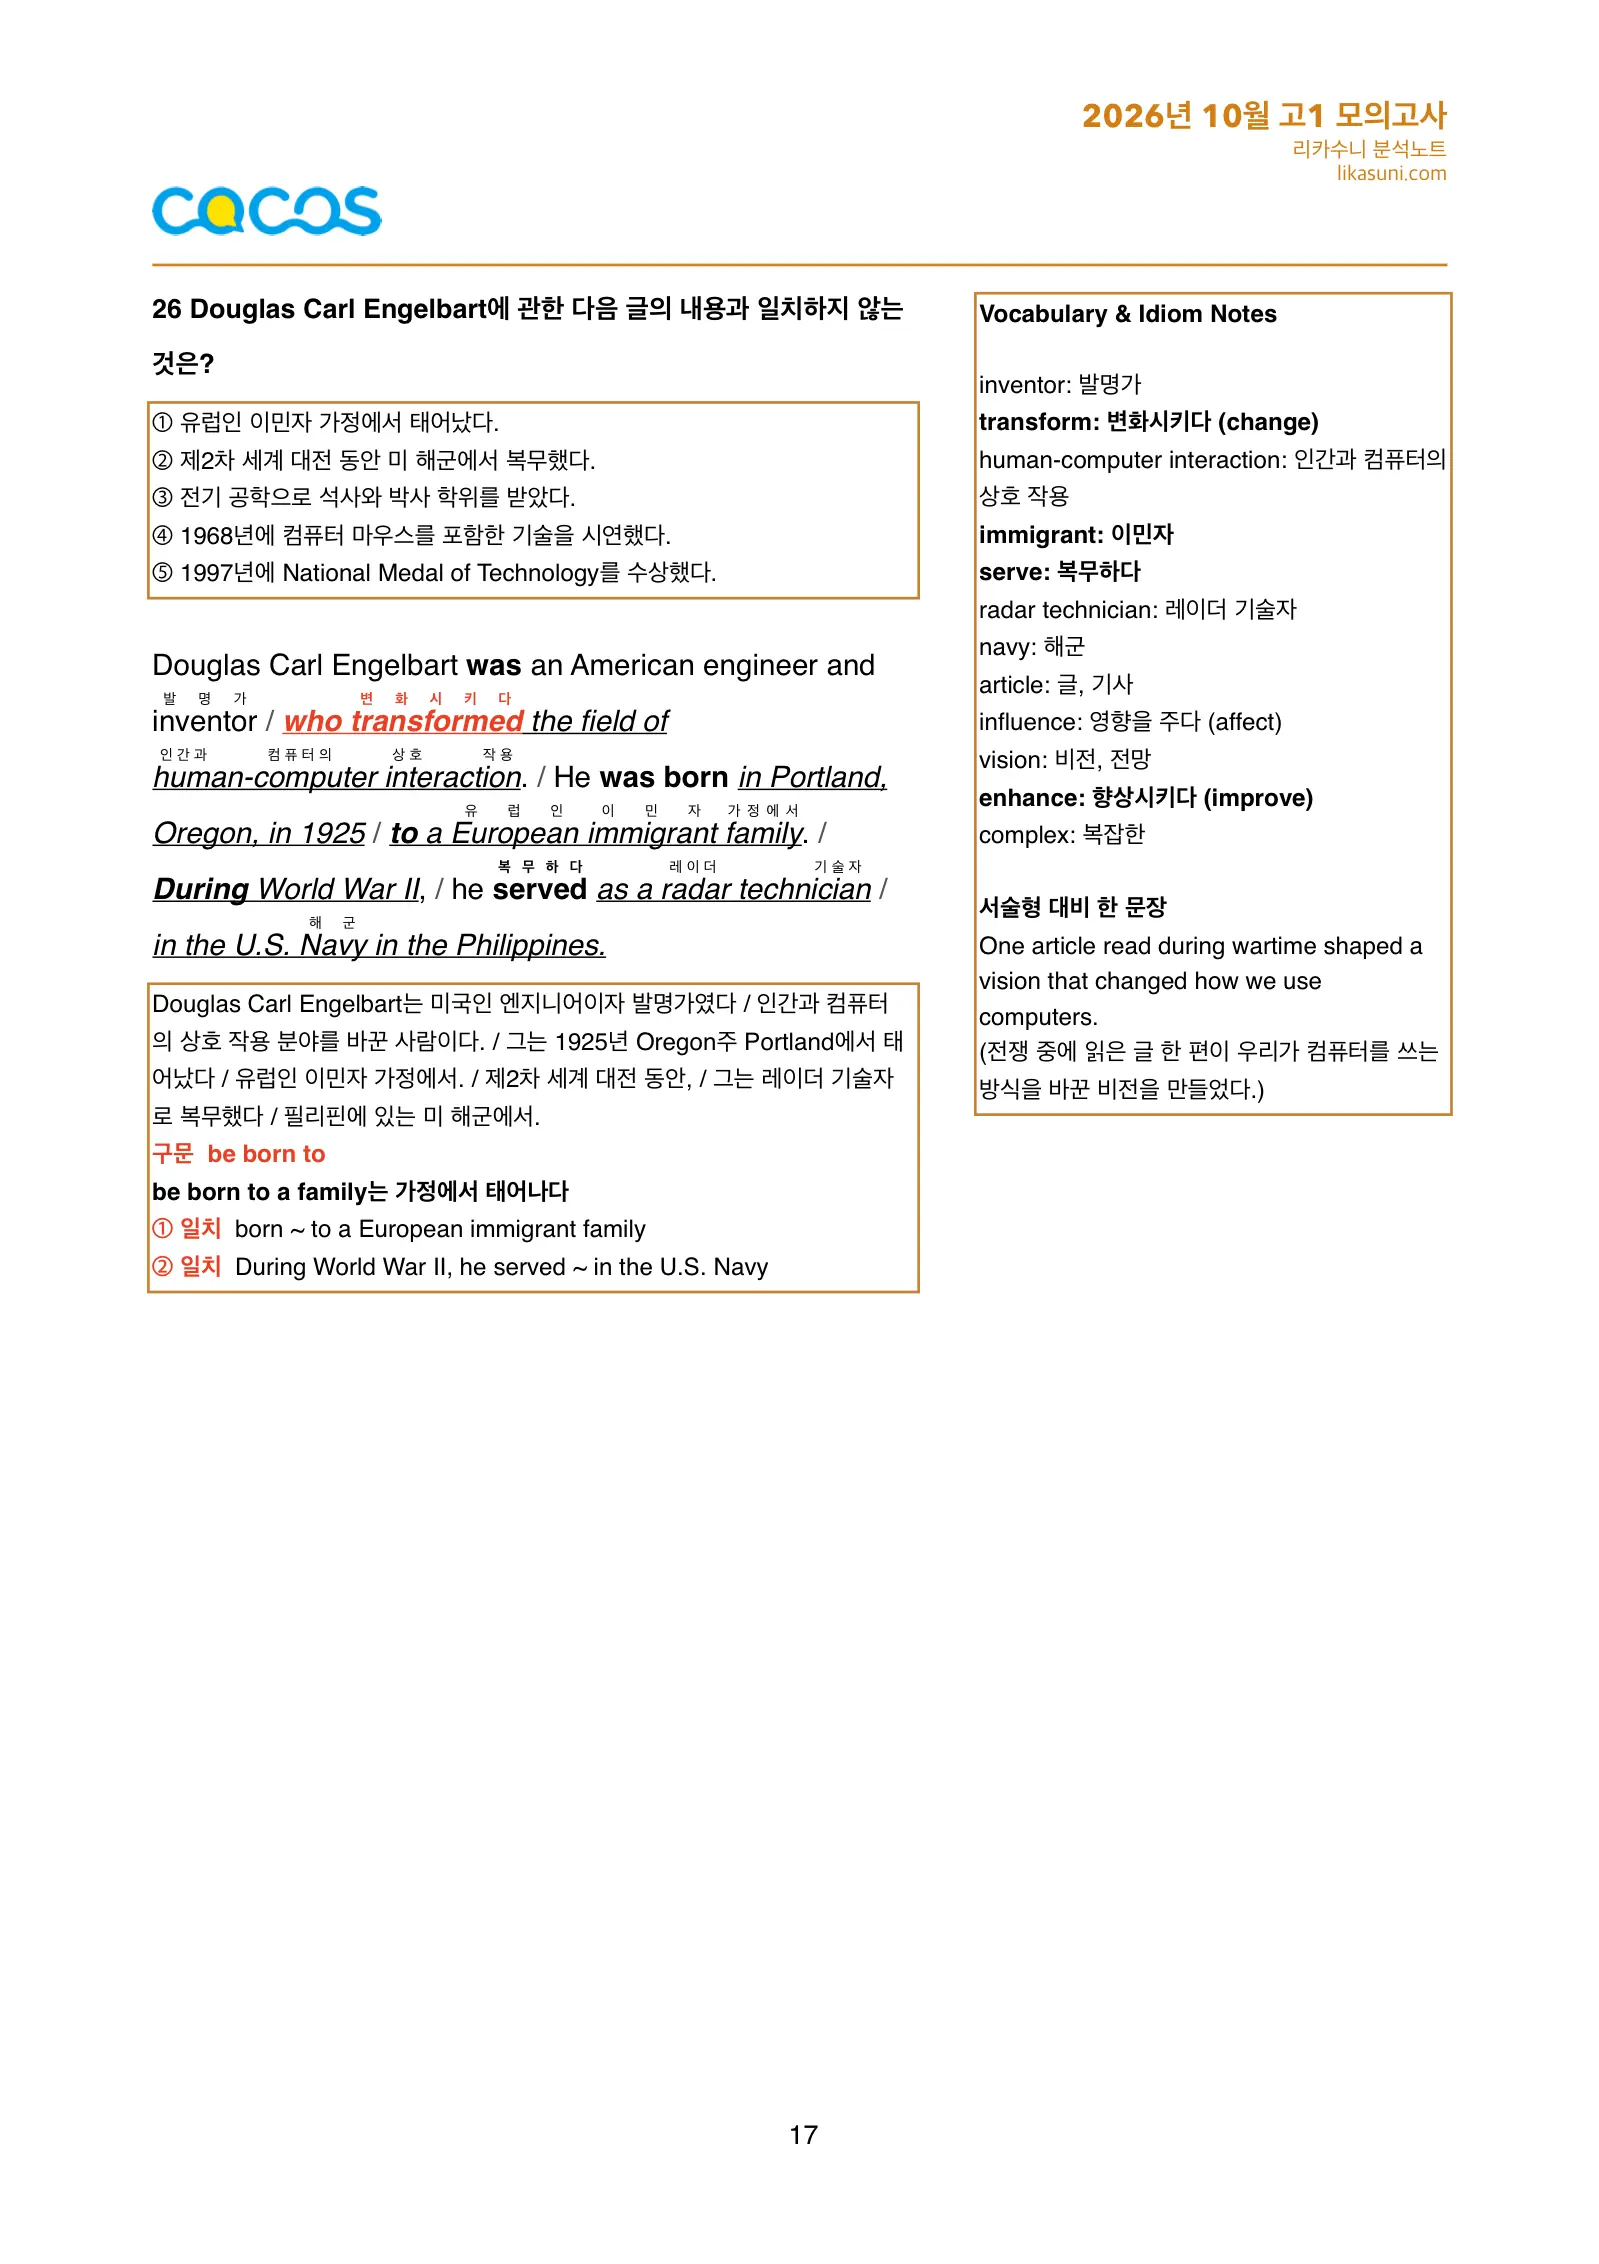 2026년 10월 고1 모의고사
리카수니 분석노트
likasuni.com
cacos
26 Douglas Carl Engelbart에 관한 다음 글의 내용과 일치하지 않는
것은?
① 유럽인 이민자 가정에서 태어났다.
② 제2차 세계 대전 동안 미 해군에서 복무했다.
③ 전기 공학으로 석사와 박사 학위를 받았다.
④ 1968년에 컴퓨터 마우스를 포함한 기술을 시연했다.
⑤ 1997년에 National Medal of Technology를 수상했다.
Douglas Carl Engelbart was an American engineer and
발명가 변화시키다
inventor / who transformed the field of
인간과 컴퓨터의 상호 작용
human-computer interaction. / He was born in Portland,
유럽인 이민자 가정에서
Oregon, in 1925 / to a European immigrant family. /
복무하다 레이더 기술자
During World War II, / he served as a radar technician /
해군
in the U.S. Navy in the Philippines.
Douglas Carl Engelbart는 미국인 엔지니어이자 발명가였다 / 인간과 컴퓨터
의 상호 작용 분야를 바꾼 사람이다. / 그는 1925년 Oregon주 Portland에서 태
어났다 / 유럽인 이민자 가정에서. / 제2차 세계 대전 동안, / 그는 레이더 기술자
로 복무했다 / 필리핀에 있는 미 해군에서.
구문 be born to
be born to a family는 가정에서 태어나다
① 일치 born ~ to a European immigrant family
② 일치 During World War II, he served ~ in the U.S. Navy
Vocabulary & Idiom Notes
inventor: 발명가
transform: 변화시키다 (change)
human-computer interaction: 인간과 컴퓨터의
상호 작용
immigrant: 이민자
serve: 복무하다
radar technician: 레이더 기술자
navy: 해군
article: 글, 기사
influence: 영향을 주다 (affect)
vision: 비전, 전망
enhance: 향상시키다 (improve)
complex: 복잡한
서술형 대비 한 문장
One article read during wartime shaped a
vision that changed how we use
computers.
(전쟁 중에 읽은 글 한 편이 우리가 컴퓨터를 쓰는
방식을 바꾼 비전을 만들었다.)
17